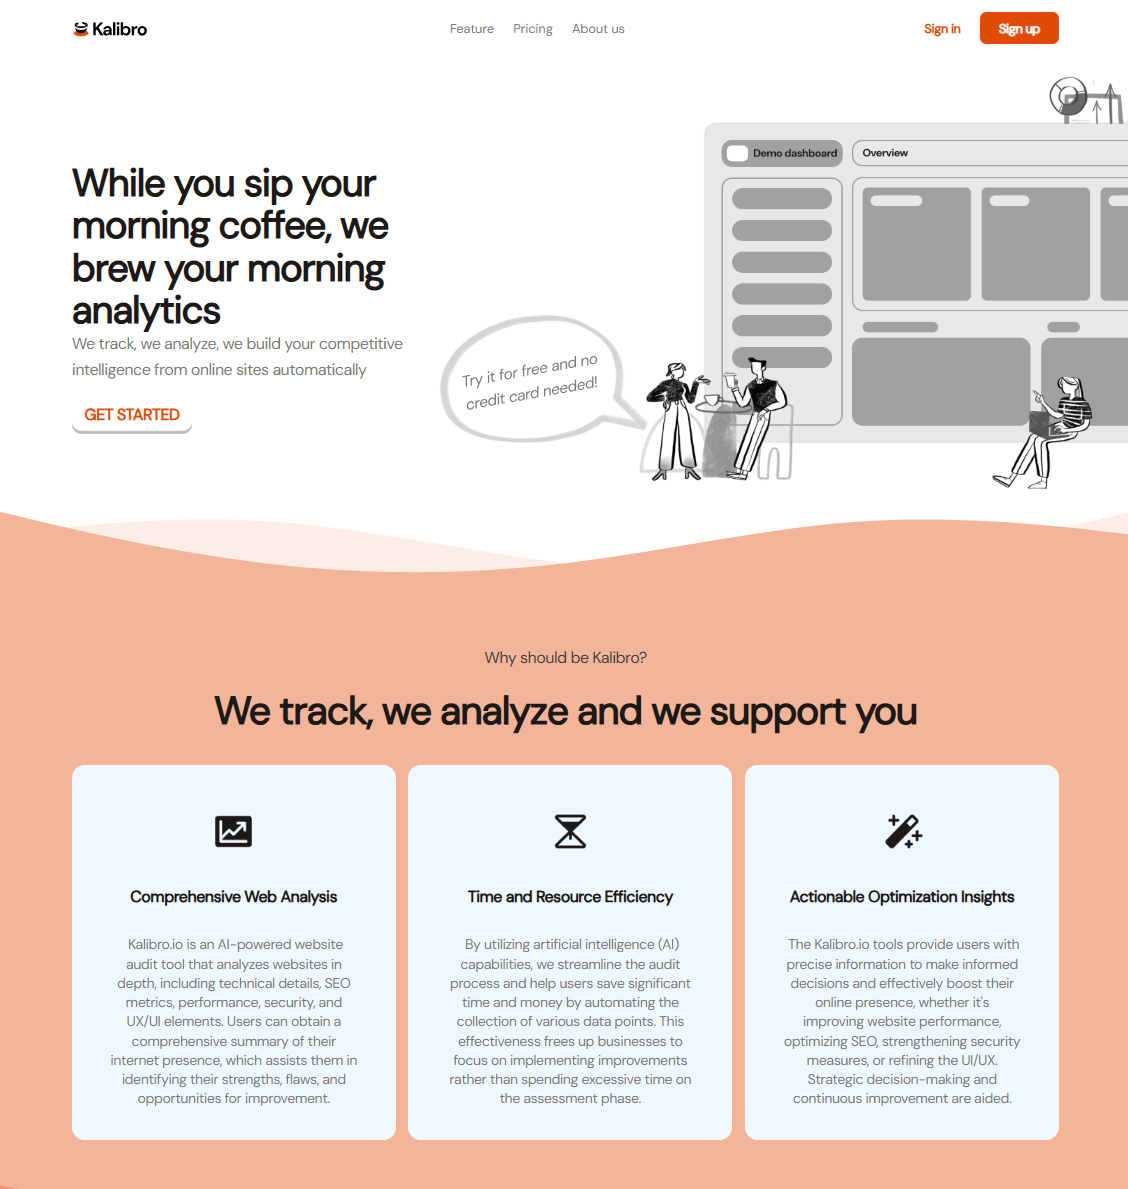 Kalibro
Feature
Pricing
About us
Sign in
Sign up
Demo dashboard
Overview
While you sip your
morning coffee, we
brew your morning
analytics
We track, we analyze, we build your competitive
intelligence from online sites automatically
GET STARTED
Try it for free and no
credit card needed!
Why should be Kalibro?
We track, we analyze and we support you
Comprehensive Web Analysis
Kalibro.io is an AI-powered website
audit tool that analyzes websites in
depth, including technical details, SEO
metrics, performance, security, and
UX/UI elements. Users can obtain a
comprehensive summary of their
internet presence, which assists them in
identifying their strengths, flaws, and
opportunities for improvement.
Time and Resource Efficiency
By utilizing artificial intelligence (AI)
capabilities, we streamline the audit
process and help users save significant
time and money by automating the
collection of various data points. This
effectiveness frees up businesses to
focus on implementing improvements
rather than spending excessive time on
the assessment phase.
Actionable Optimization Insights
The Kalibro.io tools provide users with
precise information to make informed
decisions and effectively boost their
online presence, whether it's
improving website performance,
optimizing SEO, strengthening security
measures, or refining the UI/UX.
Strategic decision-making and
continuous improvement are aided.